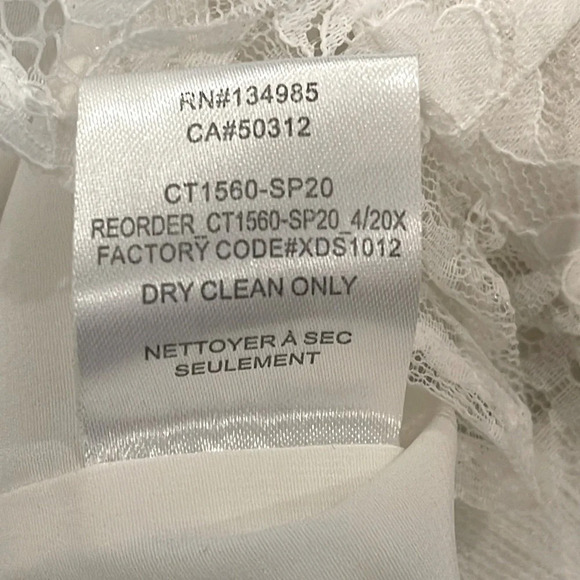 RN#134985
CA#50312
CT1560-SP20
REORDER_CT1560-SP20_4/20X
FACTORY CODE#XDS1012
DRY CLEAN ONLY
NETTOYER À SEC
SEULEMENT